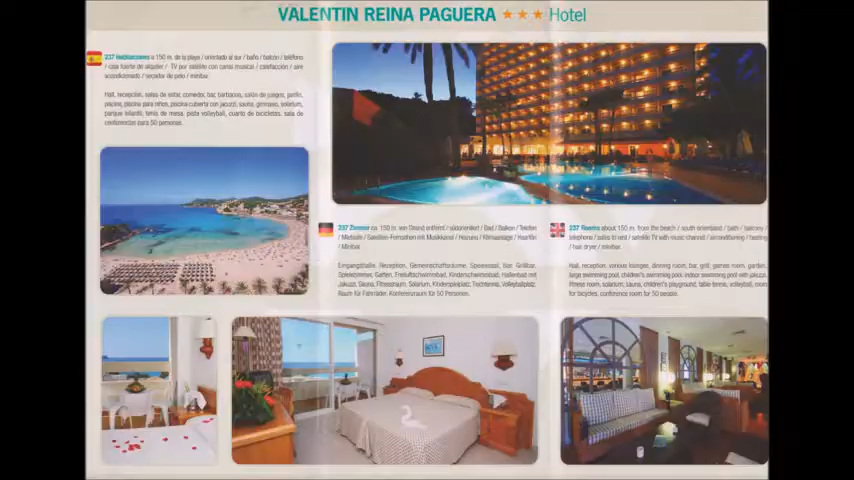 VALENTIN REINA PAGUERA ★★★ Hotel
237 Habitaciones a 150 m. de la playa / orientado al sur / baño / balcón / teléfono
/ caja fuerte de alquiler / TV por satélite con canal musical / calefacción / aire
acondicionado / secador de pelo / minibar.
Hall, recepción, salas de estar, comedor, bar, barbacoa, salón de juegos, jardín,
piscina, piscina para niños, piscina cubierta con jacuzzi, sauna, gimnasio, solarium,
parque infantil, tenis de mesa, pista volleyball, cuarto de bicicletas, sala de
conferencias para 50 personas.
237 Zimmer ca. 150 m. von Strand entfernt / südorientiert / Bad / Balkon / Telefon
/ Mietsafe / Satelliten-Fernsehen mit Musikkanal / Heizung / Klimaanlage / Haarfön
/ Minibar.
Eingangshalle, Rezeption, Gemeinschaftsräume, Speisesaal, Bar, Grillbar,
Spielezimmer, Garten, Freiluftschwimmbad, Kinderschwimmbad, Hallenbad mit
Jakuzzi, Sauna, Fitnessraum, Solarium, Kinderspielplatz, Tischtennis, Volleyballplatz,
Raum für Fahrräder, Konferenzraum für 50 Personen.
237 Rooms about 150 m. from the beach / south orientated / bath / balcony /
telephone / safes to rent / satellite TV with music channel / airconditioning / heating
/ hair dryer / minibar.
Hall, reception, various lounges, dinning room, bar, grill, games room, garden,
large swimming pool, children's swimming pool, indoor swimming pool with jakuzzi,
fitness room, solarium, sauna, children's playground, table tennis, volleyball, room
for bicycles, conference room for 50 people.